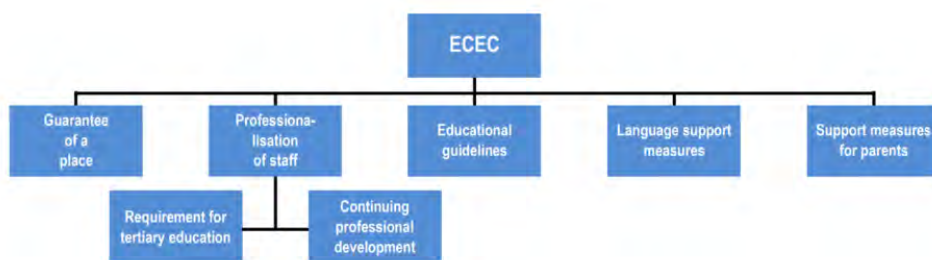 ECEC
Guarantee
of a
place
Professiona-
lisation
of staff
Educational
guidelines
Language support
measures
Support measures
for parents
Requirement for
tertiary education
Continuing
professional
development